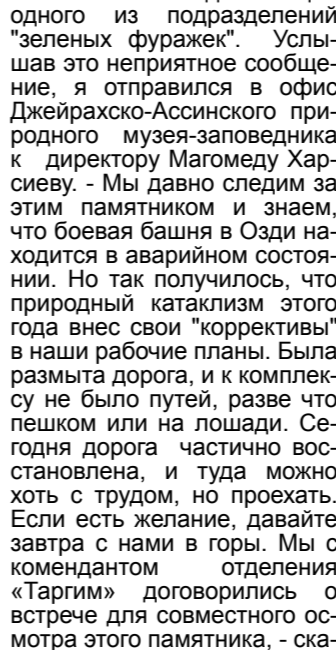 одного из подразделений
"зеленых фуражек". Услы-
шав это неприятное сообще-
ние, я отправился в офис
Джейрахско-Ассинского при-
родного музея-заповедника
к директору Магомеду Хар-
сиеву. - Мы давно следим за
этим памятником и знаем,
что боевая башня в Озди на-
ходится в аварийном состоя-
нии. Но так получилось, что
природный катаклизм этого
года внес свои "коррективы"
в наши рабочие планы. Была
размыта дорога, и к комплек-
су не было путей, разве что
пешком или на лошади. Се-
годня дорога частично вос-
становлена, и туда можно
хоть с трудом, но проехать.
Если есть желание, давайте
завтра с нами в горы. Мы с
комендантом отделения
«Таргим» договорились о
встрече для совместного ос-
мотра этого памятника, - ска-